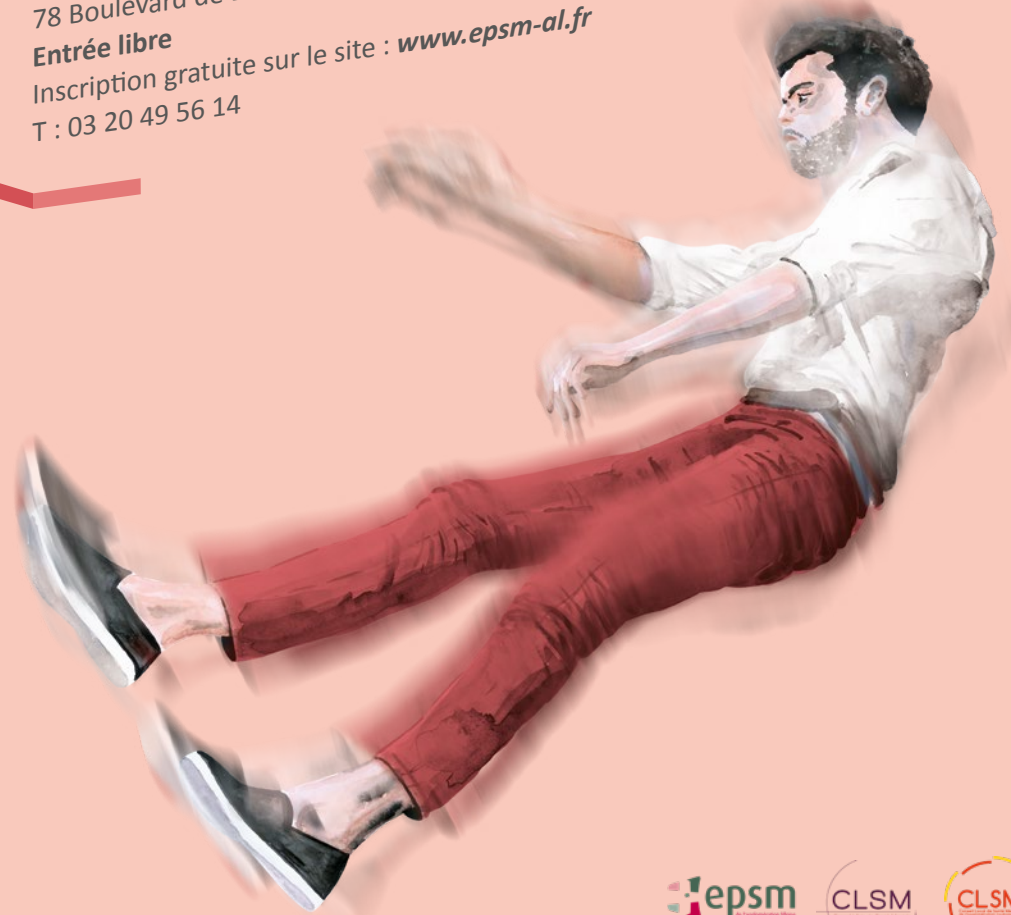 78 Boulevard de
Entrée libre
Inscription gratuite sur le site : www.epsm-al.fr
T : 03 20 49 56 14
epsm
CLSM
CLSM